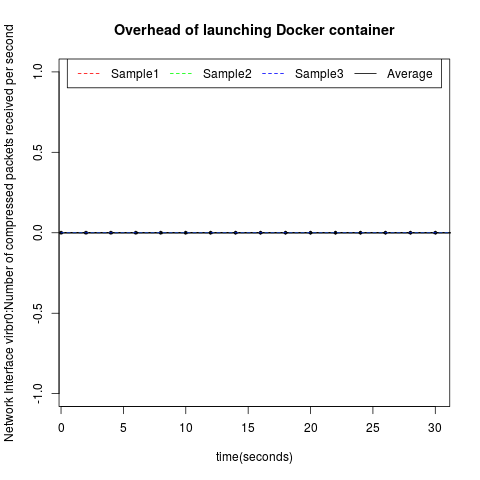 Overhead of launching Docker container
Sample1 Sample2 Sample3 Average
Network Interface virbr0:Number of compressed packets received per second
1.0
0.5
0.0
-0.5
-1.0
0 5 10 15 20 25 30
time(seconds)